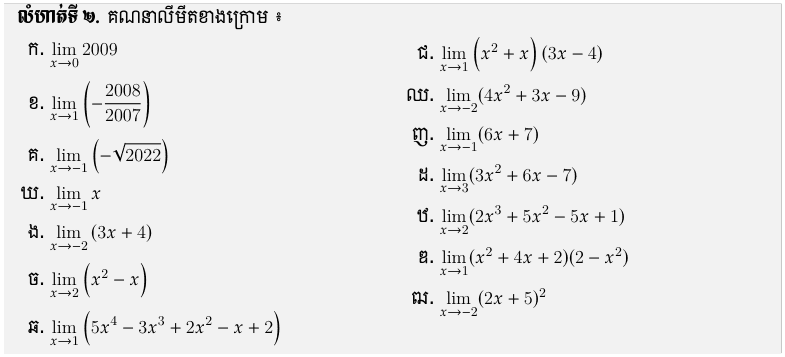 លំហាត់ទី ២. គណនាលីមីតខាងក្រោម ៖
ក. lim_{x→0} 2009
ខ. lim_{x→1} (−2008/2007)
គ. lim_{x→−1} (−√2022)
ឃ. lim_{x→−1} x
ង. lim_{x→−2} (3x + 4)
ច. lim_{x→2} (x² − x)
ឆ. lim_{x→1} (5x⁴ − 3x³ + 2x² − x + 2)
ជ. lim_{x→1} (x² + x) (3x − 4)
ឈ. lim_{x→−2} (4x² + 3x − 9)
ញ. lim_{x→−1} (6x + 7)
ដ. lim_{x→3} (3x² + 6x − 7)
ឋ. lim_{x→2} (2x³ + 5x² − 5x + 1)
ឌ. lim_{x→1} (x² + 4x + 2)(2 − x²)
ឍ. lim_{x→−2} (2x + 5)²